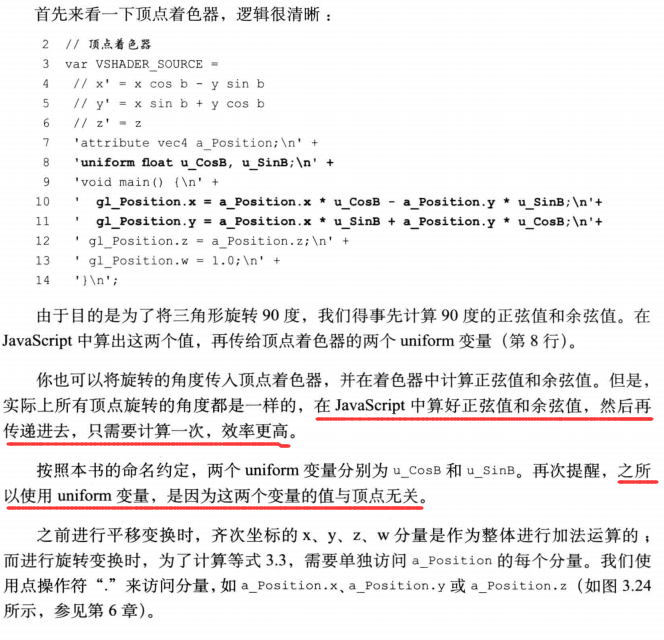 首先来看一下顶点着色器，逻辑很清晰：
2 // 顶点着色器
3 var VSHADER_SOURCE =
4 // x' = x cos b - y sin b
5 // y' = x sin b + y cos b
6 // z' = z
7 'attribute vec4 a_Position;\n' +
8 'uniform float u_CosB, u_SinB;\n' +
9 'void main() {\n' +
10 ' gl_Position.x = a_Position.x * u_CosB - a_Position.y * u_SinB;\n'+
11 ' gl_Position.y = a_Position.x * u_SinB + a_Position.y * u_CosB;\n'+
12 ' gl_Position.z = a_Position.z;\n' +
13 ' gl_Position.w = 1.0;\n' +
14 '}\n';
由于目的是为了将三角形旋转 90 度，我们得事先计算 90 度的正弦值和余弦值。在
JavaScript 中算出这两个值，再传给顶点着色器的两个 uniform 变量（第 8 行）。
你也可以将旋转的角度传入顶点着色器，并在着色器中计算正弦值和余弦值。但是，
实际上所有顶点旋转的角度都是一样的，在 JavaScript 中算好正弦值和余弦值，然后再
传递进去，只需要计算一次，效率更高。
按照本书的命名约定，两个 uniform 变量分别为 u_CosB 和 u_SinB。再次提醒，之所
以使用 uniform 变量，是因为这两个变量的值与顶点无关。
之前进行平移变换时，齐次坐标的 x、y、z、w 分量是作为整体进行加法运算的；
而进行旋转变换时，为了计算等式 3.3，需要单独访问 a_Position 的每个分量。我们使
用点操作符“.”来访问分量，如 a_Position.x、a_Position.y 或 a_Position.z（如图 3.24
所示，参见第 6 章）。